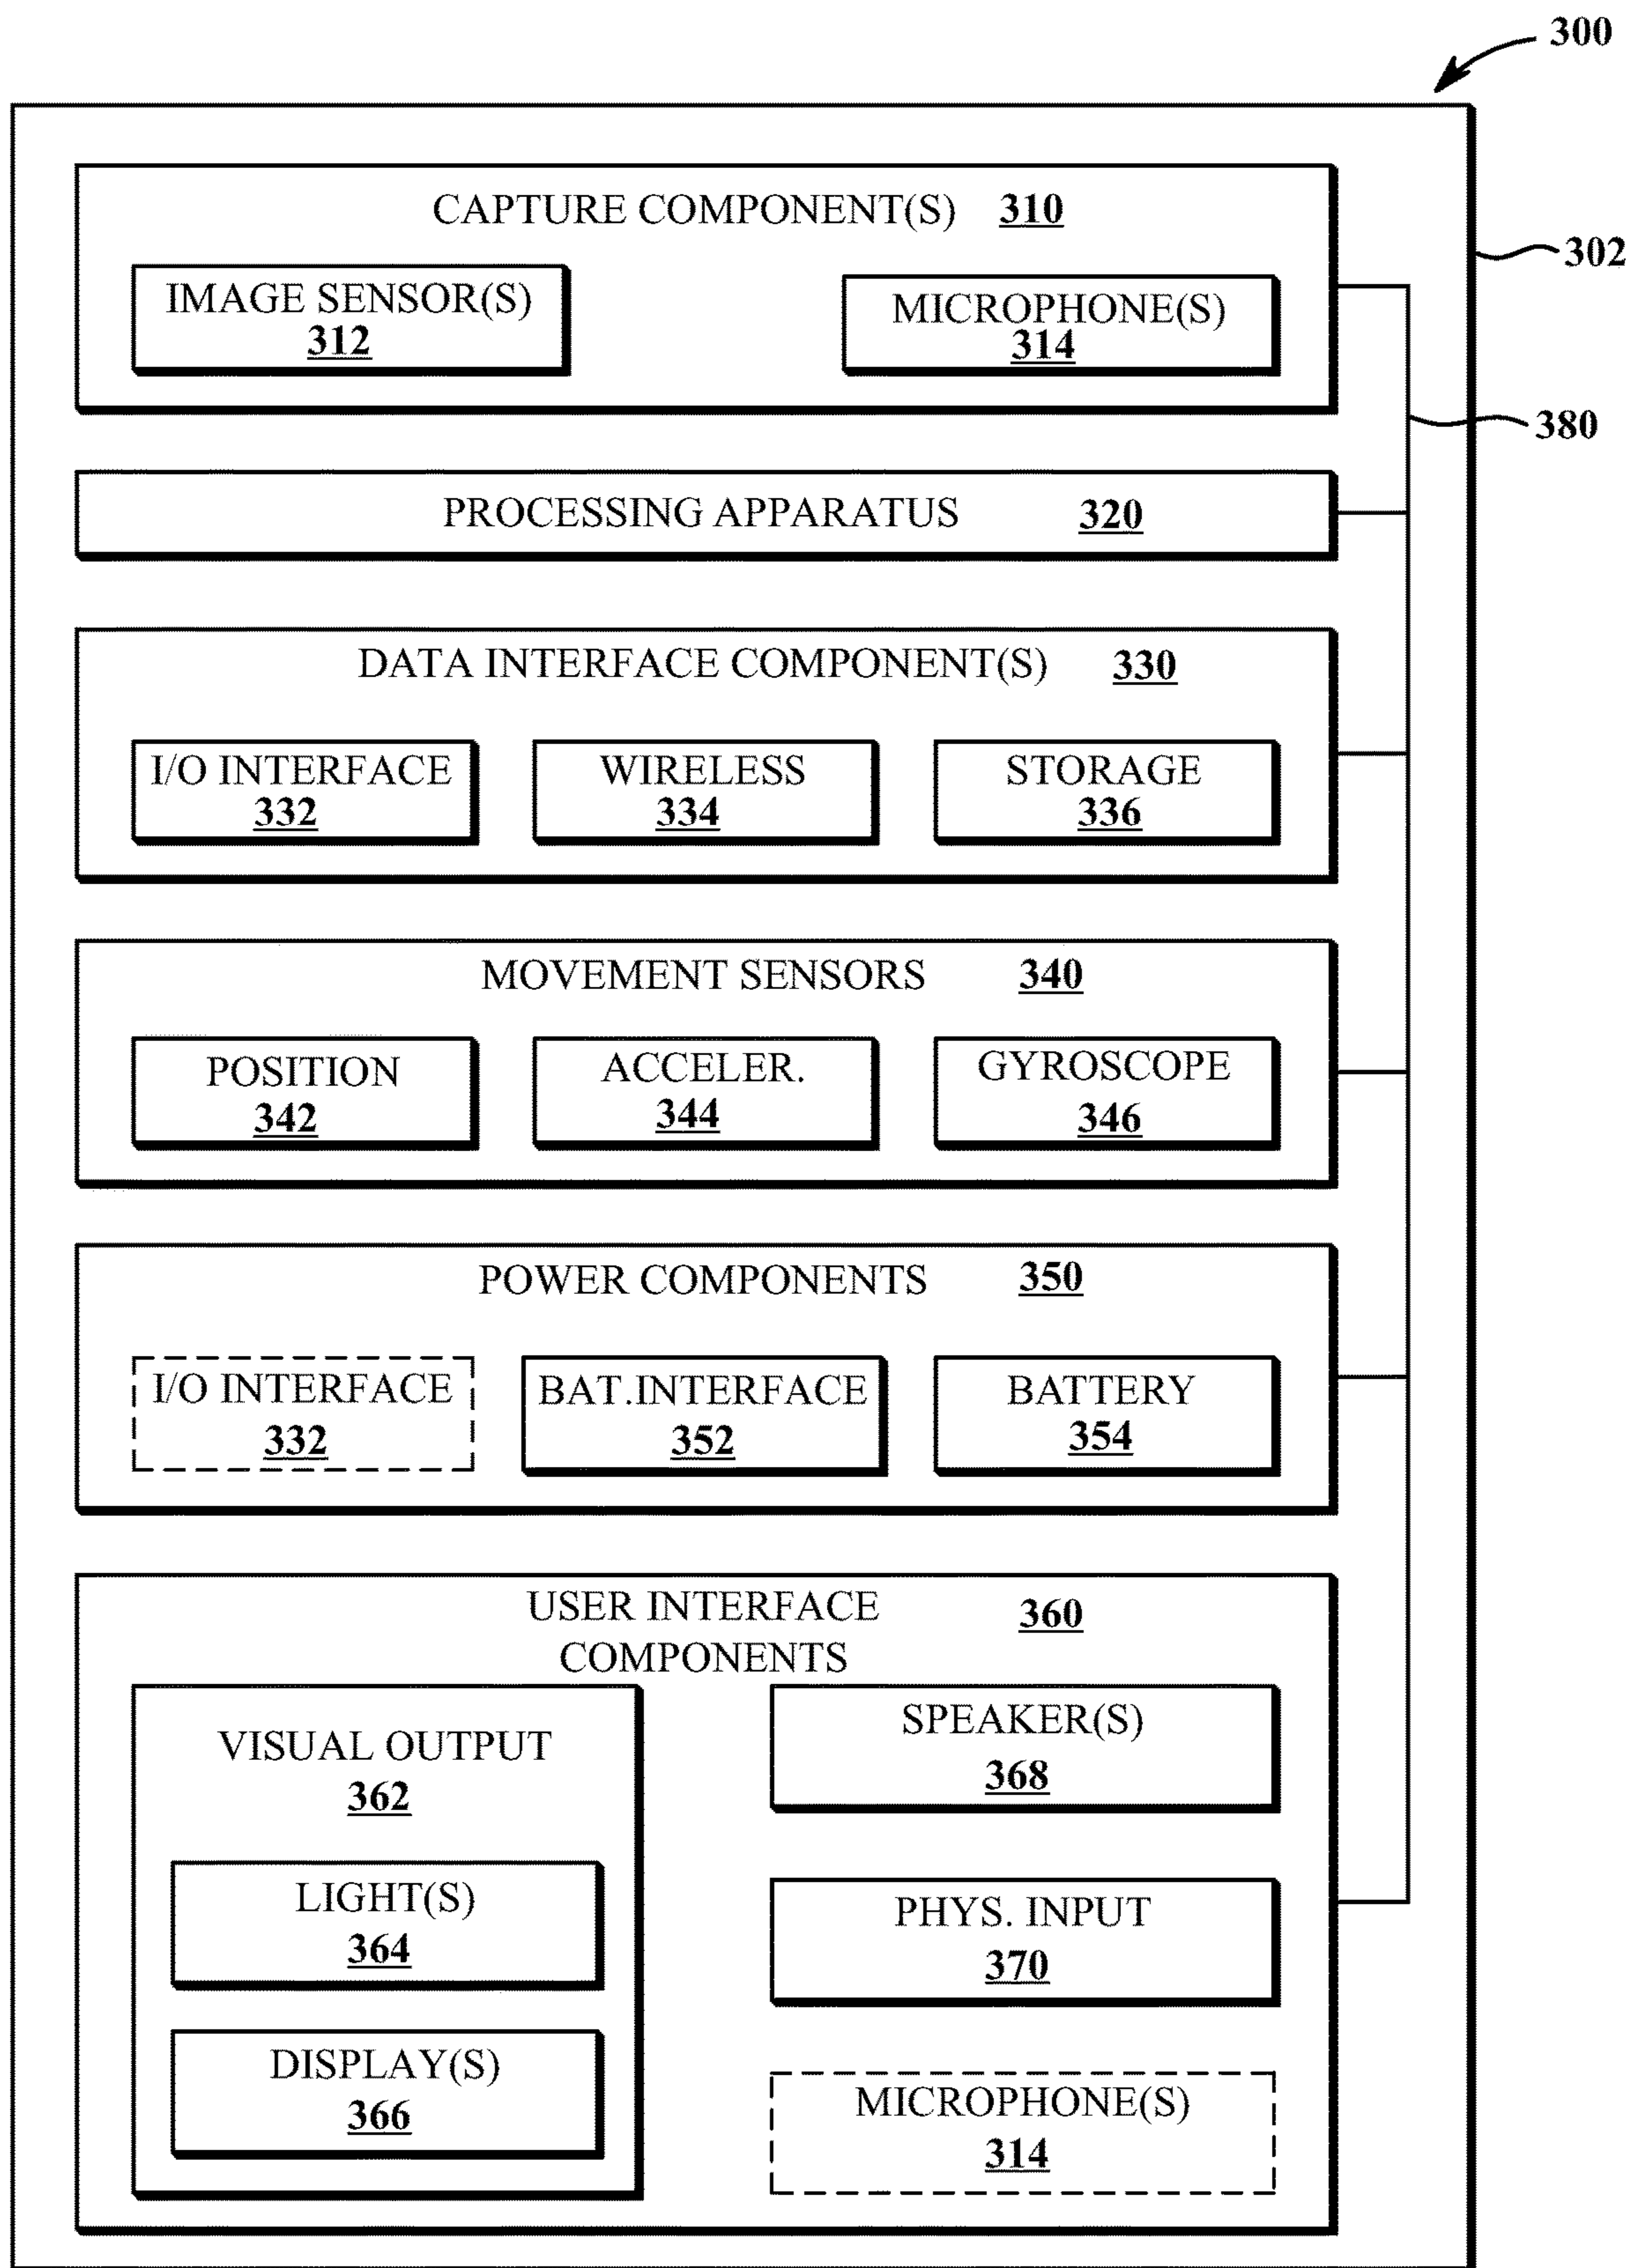 300
CAPTURE COMPONENT(S) 310
302
IMAGE SENSOR(S)
312
MICROPHONE(S)
314
380
PROCESSING APPARATUS 320
DATA INTERFACE COMPONENT(S) 330
I/O INTERFACE
332
WIRELESS
334
STORAGE
336
MOVEMENT SENSORS 340
POSITION
342
ACCELER.
344
GYROSCOPE
346
POWER COMPONENTS 350
I/O INTERFACE
332
BAT.INTERFACE
352
BATTERY
354
USER INTERFACE 360
COMPONENTS
VISUAL OUTPUT
362
LIGHT(S)
364
DISPLAY(S)
366
SPEAKER(S)
368
PHYS. INPUT
370
MICROPHONE(S)
314